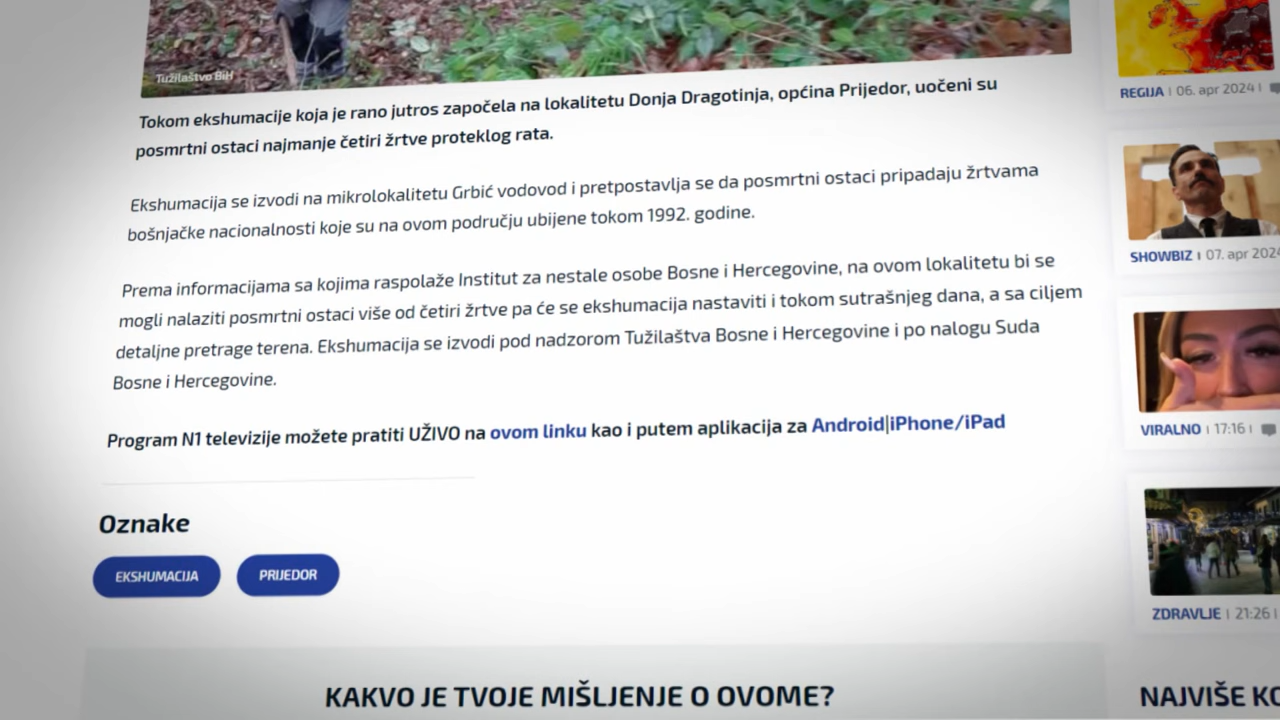 Tužilaštvo BiH
Tokom ekshumacije koja je rano jutros započela na lokalitetu Donja Dragotinja, općina Prijedor, uočeni su
posmrtni ostaci najmanje četiri žrtve proteklog rata.
Ekshumacija se izvodi na mikrolokalitetu Grbić vodovod i pretpostavlja se da posmrtni ostaci pripadaju žrtvama
bošnjačke nacionalnosti koje su na ovom području ubijene tokom 1992. godine.
Prema informacijama sa kojima raspolaže Institut za nestale osobe Bosne i Hercegovine, na ovom lokalitetu bi se
mogli nalaziti posmrtni ostaci više od četiri žrtve pa će se ekshumacija nastaviti i tokom sutrašnjeg dana, a sa ciljem
detaljne pretrage terena. Ekshumacija se izvodi pod nadzorom Tužilaštva Bosne i Hercegovine i po nalogu Suda
Bosne i Hercegovine.
Program N1 televizije možete pratiti UŽIVO na ovom linku kao i putem aplikacija za Android|iPhone/iPad
Oznake
EKSHUMACIJA
PRIJEDOR
KAKVO JE TVOJE MIŠLJENJE O OVOME?
REGIJA | 06. apr 2024 |
SHOWBIZ | 07. apr 2024
VIRALNO | 17:16 |
ZDRAVLJE | 21:26 |
NAJVIŠE KO